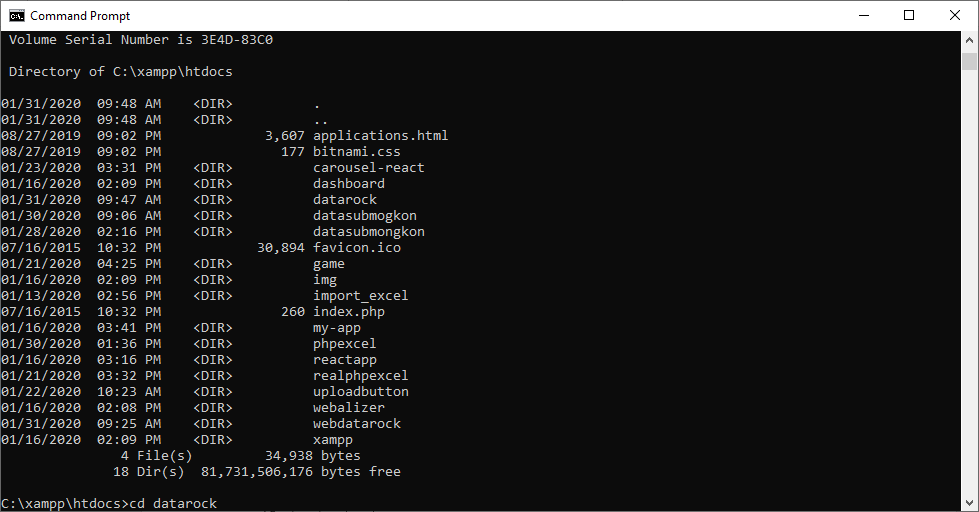 Command Prompt
Volume Serial Number is 3E4D-83C0
Directory of C:\xampp\htdocs
01/31/2020  09:48 AM    <DIR>          .
01/31/2020  09:48 AM    <DIR>          ..
08/27/2019  09:02 PM             3,607 applications.html
08/27/2019  09:02 PM               177 bitnami.css
01/23/2020  03:31 PM    <DIR>          carousel-react
01/16/2020  02:09 PM    <DIR>          dashboard
01/31/2020  09:47 AM    <DIR>          datarock
01/30/2020  09:06 AM    <DIR>          datasubmogkon
01/28/2020  02:16 PM    <DIR>          datasubmongkon
07/16/2015  10:32 PM            30,894 favicon.ico
01/21/2020  04:25 PM    <DIR>          game
01/16/2020  02:09 PM    <DIR>          img
01/13/2020  02:56 PM    <DIR>          import_excel
07/16/2015  10:32 PM               260 index.php
01/16/2020  03:41 PM    <DIR>          my-app
01/30/2020  01:36 PM    <DIR>          phpexcel
01/16/2020  03:16 PM    <DIR>          reactapp
01/21/2020  03:32 PM    <DIR>          realphpexcel
01/22/2020  10:23 AM    <DIR>          uploadbutton
01/16/2020  02:08 PM    <DIR>          webalizer
01/31/2020  09:25 AM    <DIR>          webdatarock
01/16/2020  02:09 PM    <DIR>          xampp
4 File(s)         34,938 bytes
18 Dir(s)  81,731,506,176 bytes free
C:\xampp\htdocs>cd datarock